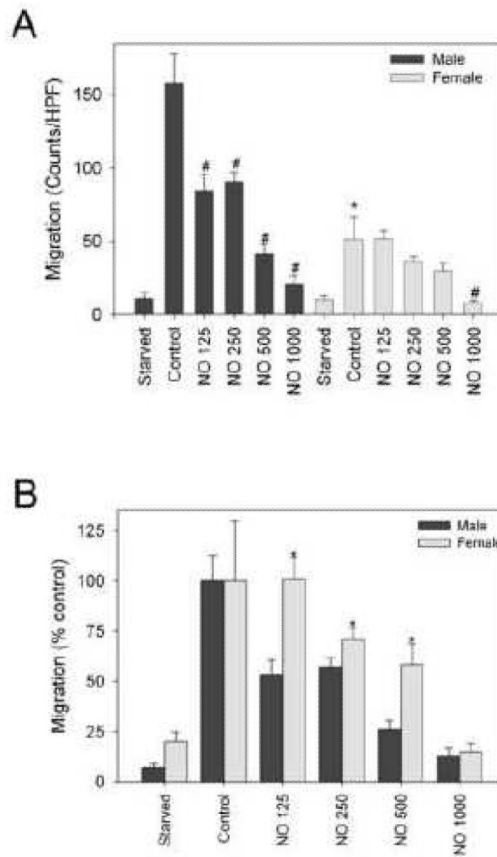 A
Migration (Counts/HPF)
150
100
50
0
Male
Female
#
#
#
#
*
#
Starved
Control
NO 125
NO 250
NO 500
NO 1000
Starved
Control
NO 125
NO 250
NO 500
NO 1000
B
Migration (% control)
125
100
75
50
25
0
Male
Female
*
*
*
Starved
Control
NO 125
NO 250
NO 500
NO 1000